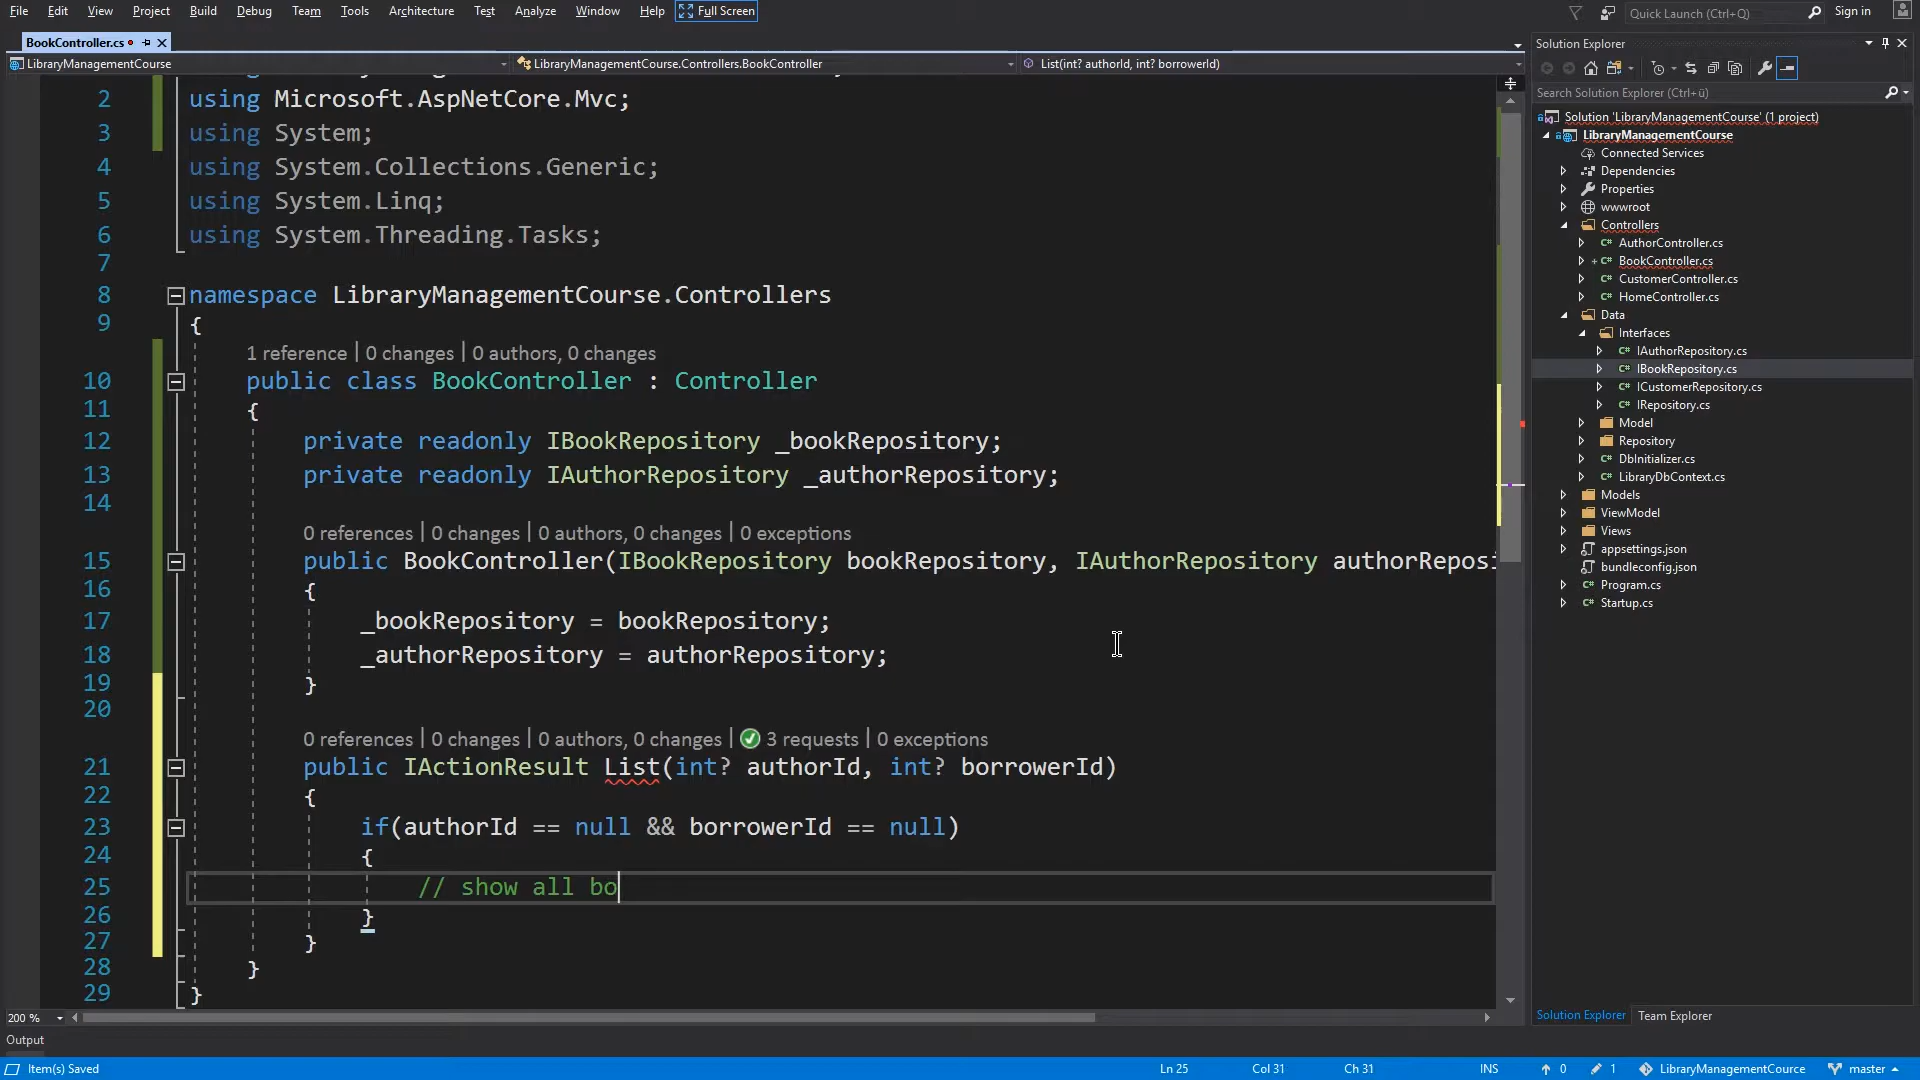 File Edit View Project Build Debug Team Tools Architecture Test Analyze Window Help Full Screen Quick Launch (Ctrl+Q) Sign in
BookController.cs
LibraryManagementCourse LibraryManagementCourse.Controllers.BookController List(int? authorId, int? borrowerId)
2 using Microsoft.AspNetCore.Mvc;
3 using System;
4 using System.Collections.Generic;
5 using System.Linq;
6 using System.Threading.Tasks;
7
8 namespace LibraryManagementCourse.Controllers
9 {
1 reference | 0 changes | 0 authors, 0 changes
10 public class BookController : Controller
11 {
12 private readonly IBookRepository _bookRepository;
13 private readonly IAuthorRepository _authorRepository;
14
0 references | 0 changes | 0 authors, 0 changes | 0 exceptions
15 public BookController(IBookRepository bookRepository, IAuthorRepository authorReposi
16 {
17 _bookRepository = bookRepository;
18 _authorRepository = authorRepository;
19 }
20
0 references | 0 changes | 0 authors, 0 changes | 3 requests | 0 exceptions
21 public IActionResult List(int? authorId, int? borrowerId)
22 {
23 if(authorId == null && borrowerId == null)
24 {
25 // show all bo
26 }
27 }
28 }
29 }
200 %
Output
Item(s) Saved Ln 25 Col 31 Ch 31 INS 0 1 LibraryManagementCource master
Solution Explorer
Search Solution Explorer (Ctrl+ü)
Solution 'LibraryManagementCourse' (1 project)
LibraryManagementCourse
Connected Services
Dependencies
Properties
wwwroot
Controllers
C# AuthorController.cs
+ C# BookController.cs
C# CustomerController.cs
C# HomeController.cs
Data
Interfaces
C# IAuthorRepository.cs
C# IBookRepository.cs
C# ICustomerRepository.cs
C# IRepository.cs
Model
Repository
C# DbInitializer.cs
C# LibraryDbContext.cs
Models
ViewModel
Views
appsettings.json
bundleconfig.json
C# Program.cs
C# Startup.cs
Solution Explorer Team Explorer